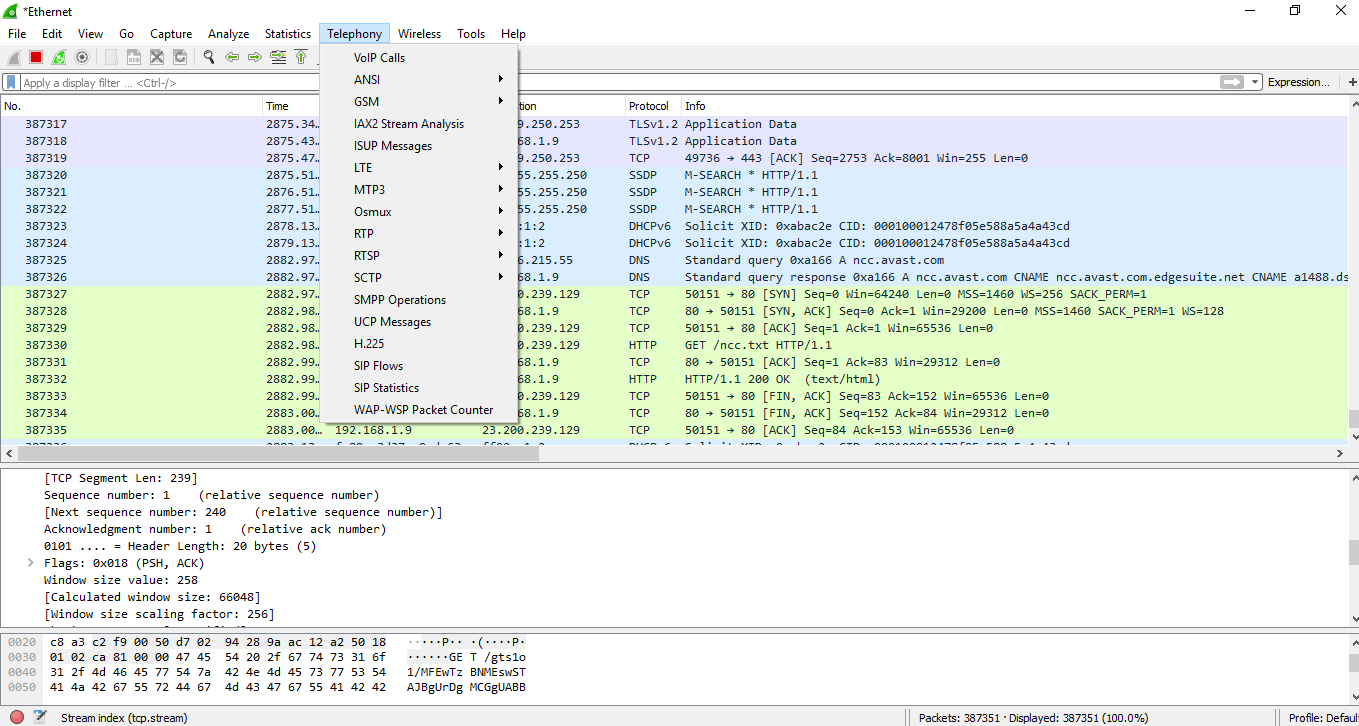 *Ethernet
File Edit View Go Capture Analyze Statistics Telephony Wireless Tools Help
Apply a display filter ... <Ctrl-/> Expression... +
VoIP Calls
ANSI
GSM
IAX2 Stream Analysis
ISUP Messages
LTE
MTP3
Osmux
RTP
RTSP
SCTP
SMPP Operations
UCP Messages
H.225
SIP Flows
SIP Statistics
WAP-WSP Packet Counter
No. Time tion Protocol Info
387317 2875.34… 9.250.253 TLSv1.2 Application Data
387318 2875.43… 68.1.9 TLSv1.2 Application Data
387319 2875.47… 9.250.253 TCP 49736 → 443 [ACK] Seq=2753 Ack=8001 Win=255 Len=0
387320 2875.51… 55.255.250 SSDP M-SEARCH * HTTP/1.1
387321 2876.51… 55.255.250 SSDP M-SEARCH * HTTP/1.1
387322 2877.51… 55.255.250 SSDP M-SEARCH * HTTP/1.1
387323 2878.13… :1:2 DHCPv6 Solicit XID: 0xabac2e CID: 000100012478f05e588a5a4a43cd
387324 2879.13… :1:2 DHCPv6 Solicit XID: 0xabac2e CID: 000100012478f05e588a5a4a43cd
387325 2882.97… 6.215.55 DNS Standard query 0xa166 A ncc.avast.com
387326 2882.97… 68.1.9 DNS Standard query response 0xa166 A ncc.avast.com CNAME ncc.avast.com.edgesuite.net CNAME a1488.ds
387327 2882.97… 0.239.129 TCP 50151 → 80 [SYN] Seq=0 Win=64240 Len=0 MSS=1460 WS=256 SACK_PERM=1
387328 2882.98… 68.1.9 TCP 80 → 50151 [SYN, ACK] Seq=0 Ack=1 Win=29200 Len=0 MSS=1460 SACK_PERM=1 WS=128
387329 2882.98… 0.239.129 TCP 50151 → 80 [ACK] Seq=1 Ack=1 Win=65536 Len=0
387330 2882.98… 0.239.129 HTTP GET /ncc.txt HTTP/1.1
387331 2882.99… 68.1.9 TCP 80 → 50151 [ACK] Seq=1 Ack=83 Win=29312 Len=0
387332 2882.99… 68.1.9 HTTP HTTP/1.1 200 OK (text/html)
387333 2882.99… 0.239.129 TCP 50151 → 80 [FIN, ACK] Seq=83 Ack=152 Win=65536 Len=0
387334 2883.00… 68.1.9 TCP 80 → 50151 [FIN, ACK] Seq=152 Ack=84 Win=29312 Len=0
387335 2883.00… 192.168.1.9 23.200.239.129 TCP 50151 → 80 [ACK] Seq=84 Ack=153 Win=65536 Len=0
[TCP Segment Len: 239]
Sequence number: 1 (relative sequence number)
[Next sequence number: 240 (relative sequence number)]
Acknowledgment number: 1 (relative ack number)
0101 .... = Header Length: 20 bytes (5)
Flags: 0x018 (PSH, ACK)
Window size value: 258
[Calculated window size: 66048]
[Window size scaling factor: 256]
0020 c8 a3 c2 f9 00 50 d7 02 94 28 9a ac 12 a2 50 18 ·····P·· ·(····P·
0030 01 02 ca 81 00 00 47 45 54 20 2f 67 74 73 31 6f ······GE T /gts1o
0040 31 2f 4d 46 45 77 54 7a 42 4e 4d 45 73 77 53 54 1/MFEwTz BNMEswST
0050 41 4a 42 67 55 72 44 67 4d 43 47 67 55 41 42 42 AJBgUrDg MCGgUABB
Stream index (tcp.stream) Packets: 387351 · Displayed: 387351 (100.0%) Profile: Defaul